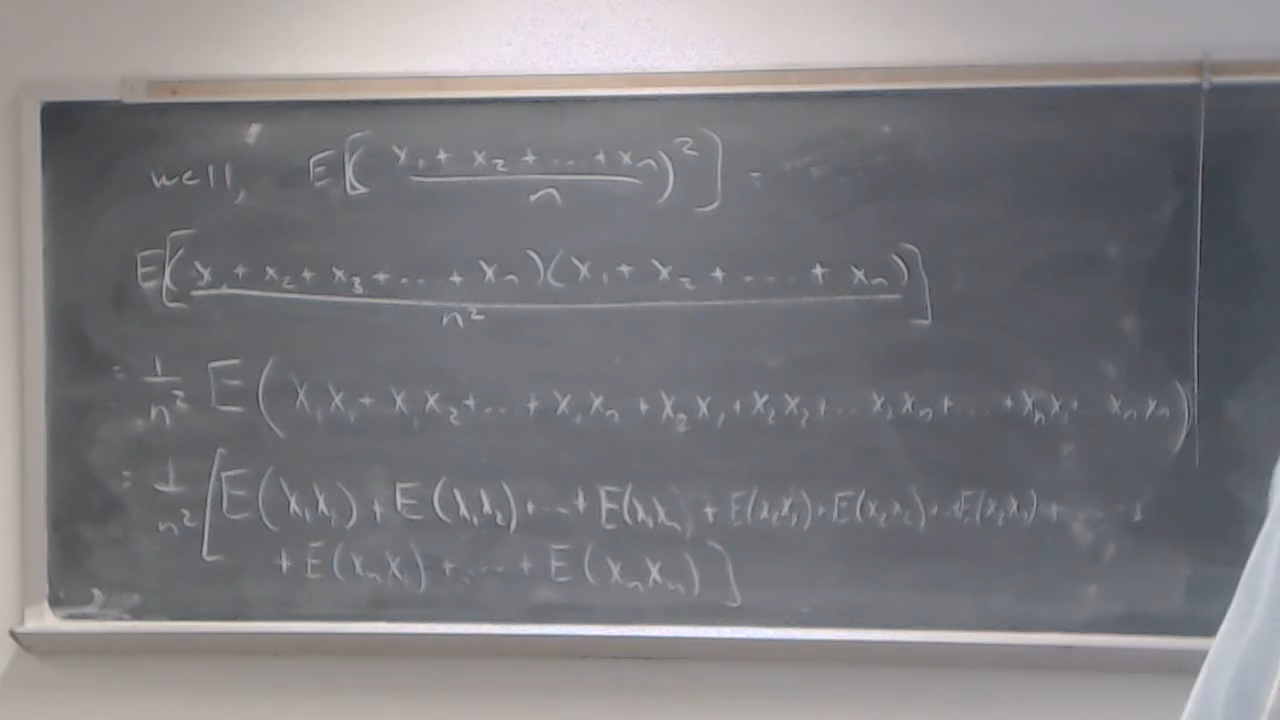 well, E[(x₁ + x₂ + ... + xₙ / n)²] =
E[(x₁ + x₂ + x₃ + ... + xₙ)(x₁ + x₂ + .... + xₙ) / n²]
= 1/n² E(x₁x₁ + x₁x₂ + .. + x₁xₙ + x₂x₁ + x₂x₂ + .. x₂xₙ + ... + xₙx₁ xₙxₙ)
= 1/n² [E(x₁x₁) + E(x₁x₂) + ... + E(x₁xₙ) + E(x₂x₁) + E(x₂x₂) + .. E(x₂xₙ) + ....
+ E(xₙx₁) + ... + E(xₙxₙ)]